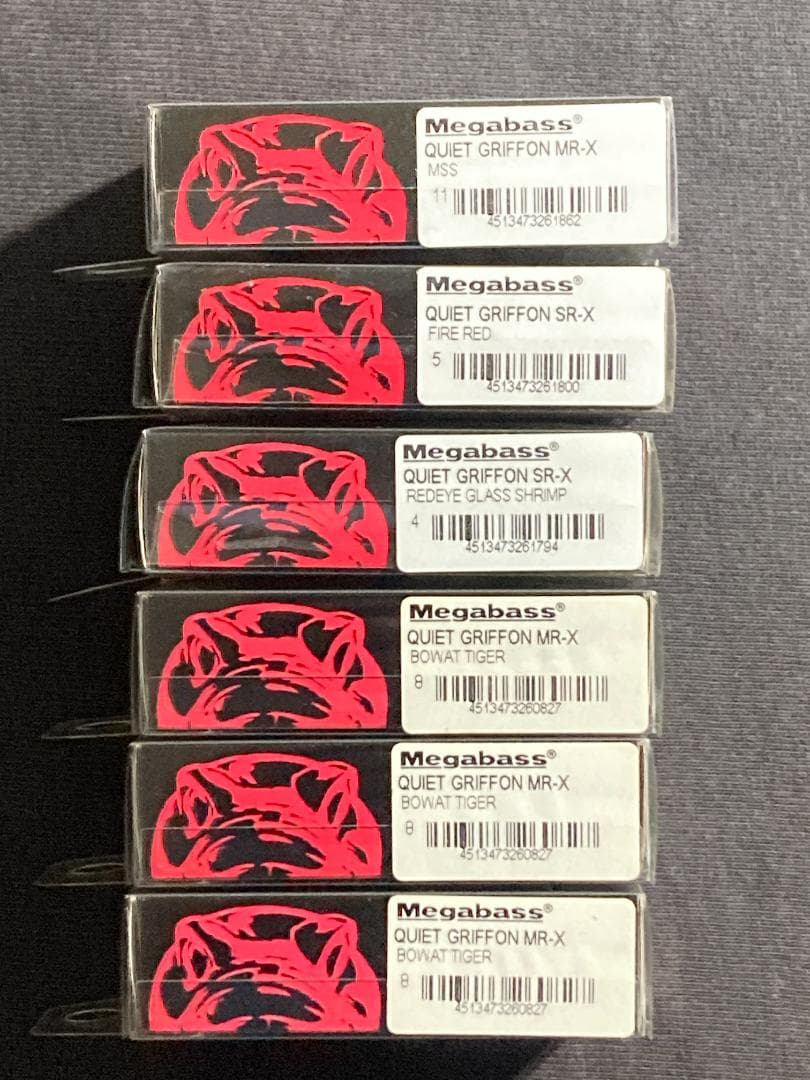 Megabass®
QUIET GRIFFON MR-X
MSS
11
4513473261862
Megabass®
QUIET GRIFFON SR-X
FIRE RED
5
4513473261800
Megabass®
QUIET GRIFFON SR-X
REDEYE GLASS SHRIMP
4
4513473261794
Megabass®
QUIET GRIFFON MR-X
BOWAT TIGER
8
4513473260827
Megabass®
QUIET GRIFFON MR-X
BOWAT TIGER
8
4513473260827
Megabass®
QUIET GRIFFON MR-X
BOWAT TIGER
8
4513473260827